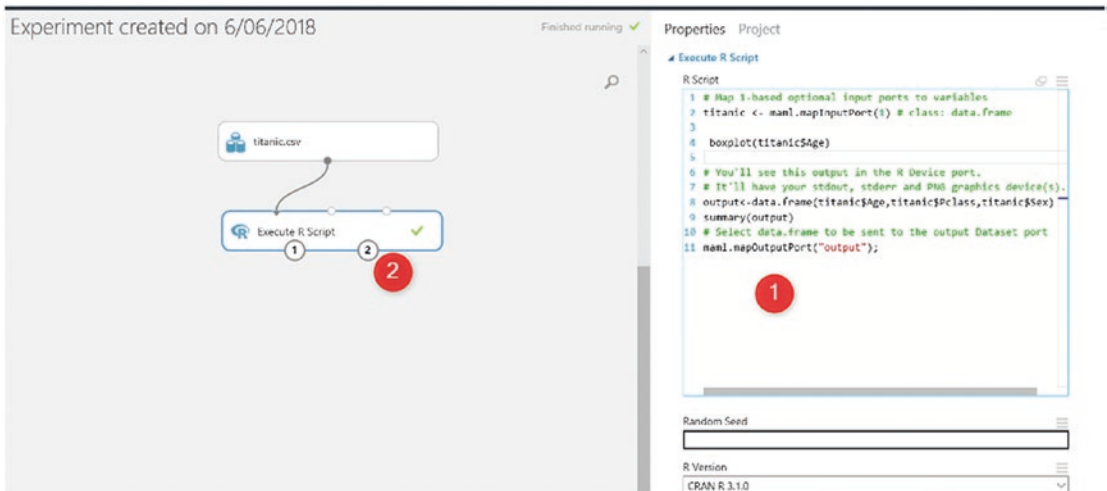 Experiment created on 6/06/2018
Finished running
titanic.csv
Execute R Script
1
2
2
Properties Project
Execute R Script
R Script
1 # Map 1-based optional input ports to variables
2 titanic <- maml.mapInputPort(1) # class: data.frame
3
4 boxplot(titanic$Age)
5
6 # You'll see this output in the R Device port.
7 # It'll have your stdout, stderr and PNG graphics device(s).
8 output<-data.frame(titanic$Age,titanic$Pclass,titanic$Sex)
9 summary(output)
10 # Select data.frame to be sent to the output Dataset port
11 maml.mapOutputPort("output");
1
Random Seed
R Version
CRAN R 3.1.0